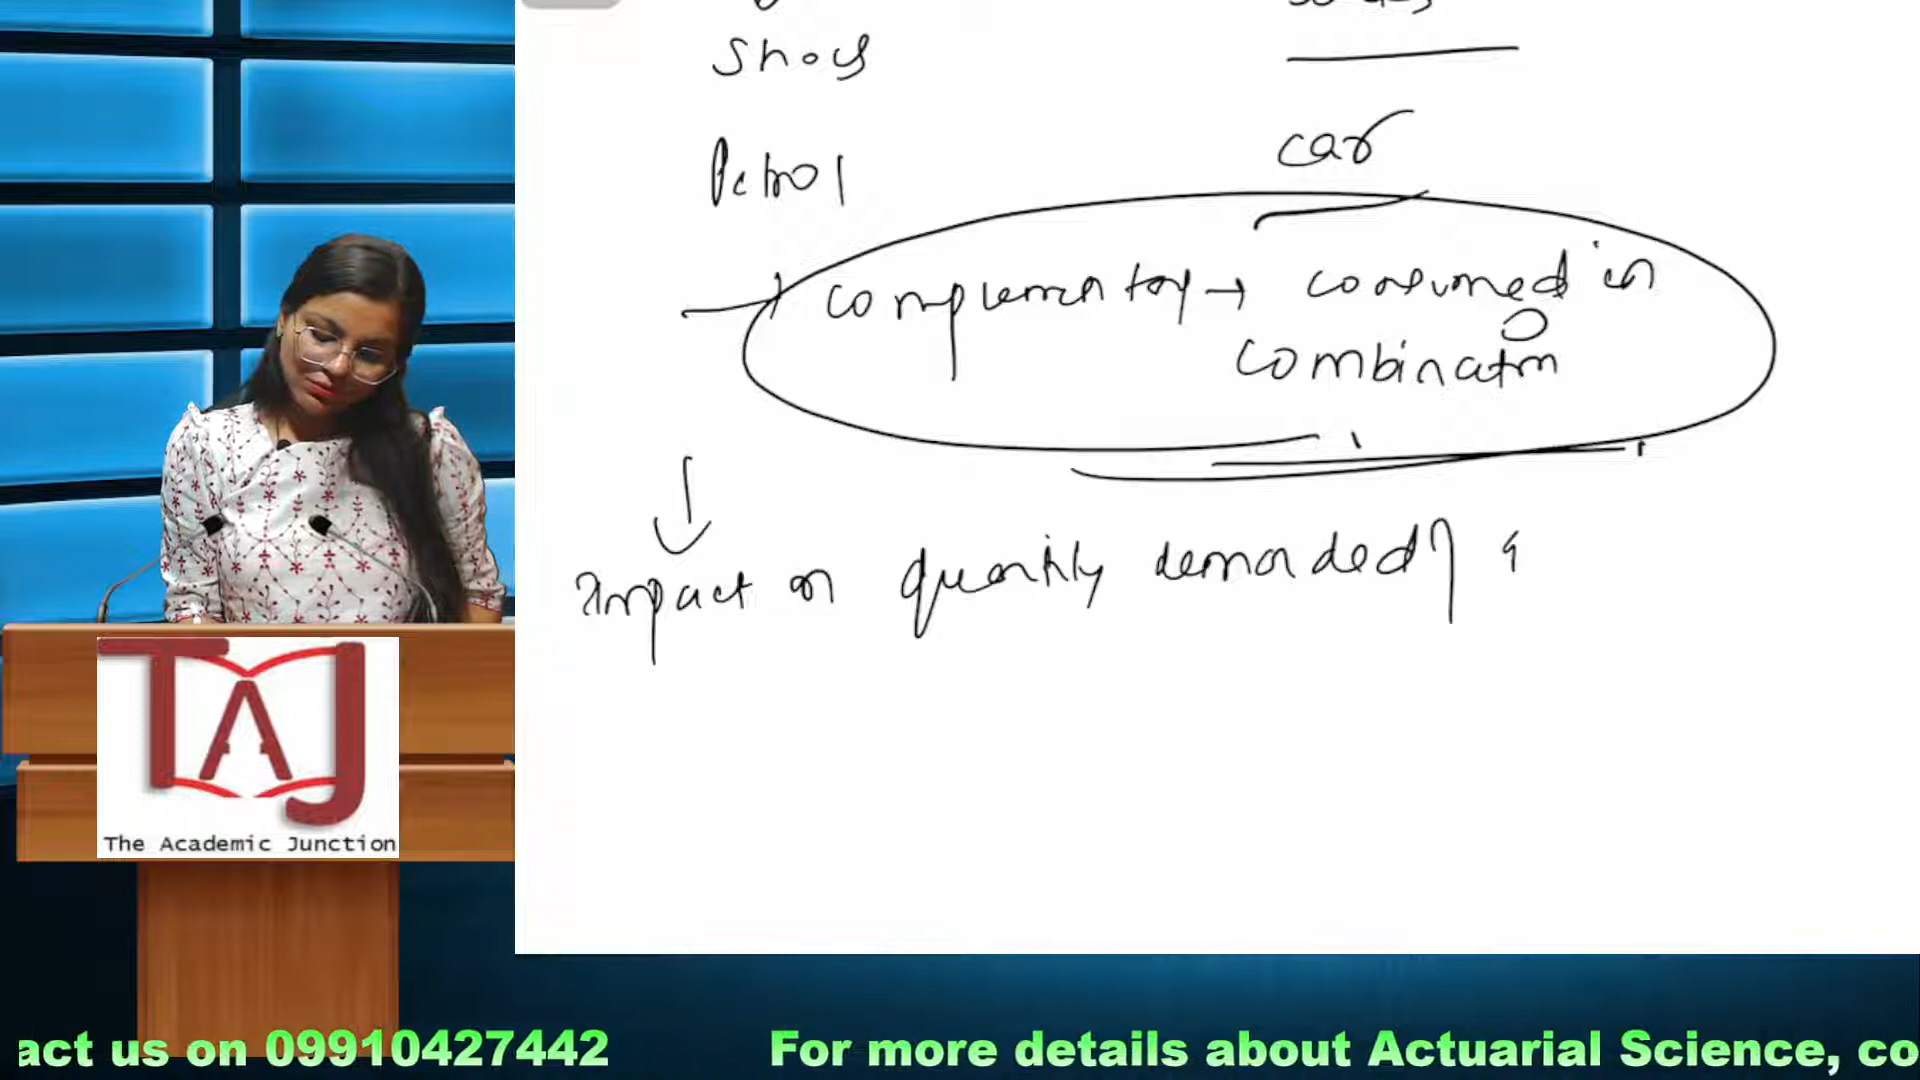 Shoes
Petrol
car
complementary → consumed in
combination
Impact on quantity demanded
TAJ
The Academic Junction
act us on 09910427442 For more details about Actuarial Science, co